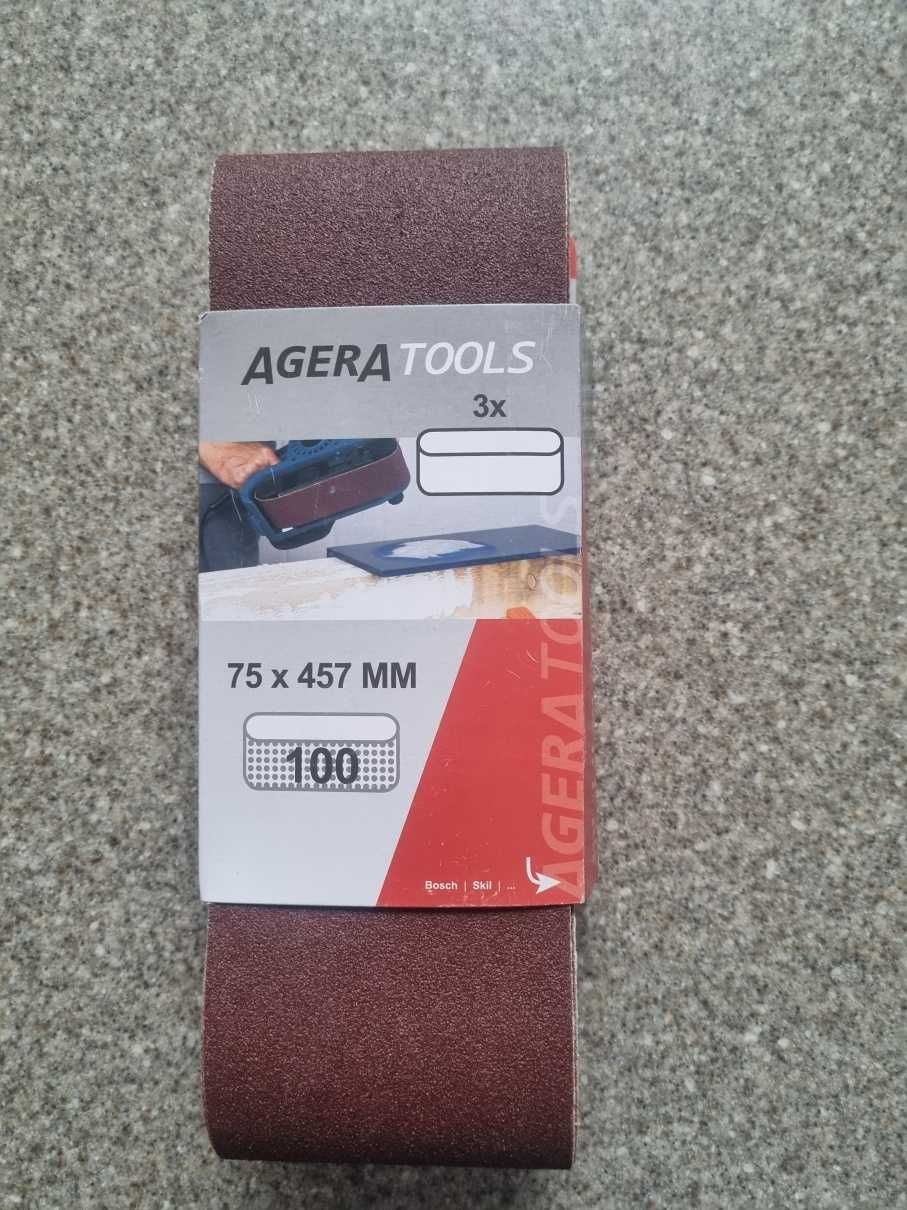 AGERA TOOLS
3x
75 x 457 MM
100
Bosch | Skil | ...
AGERA TOOLS